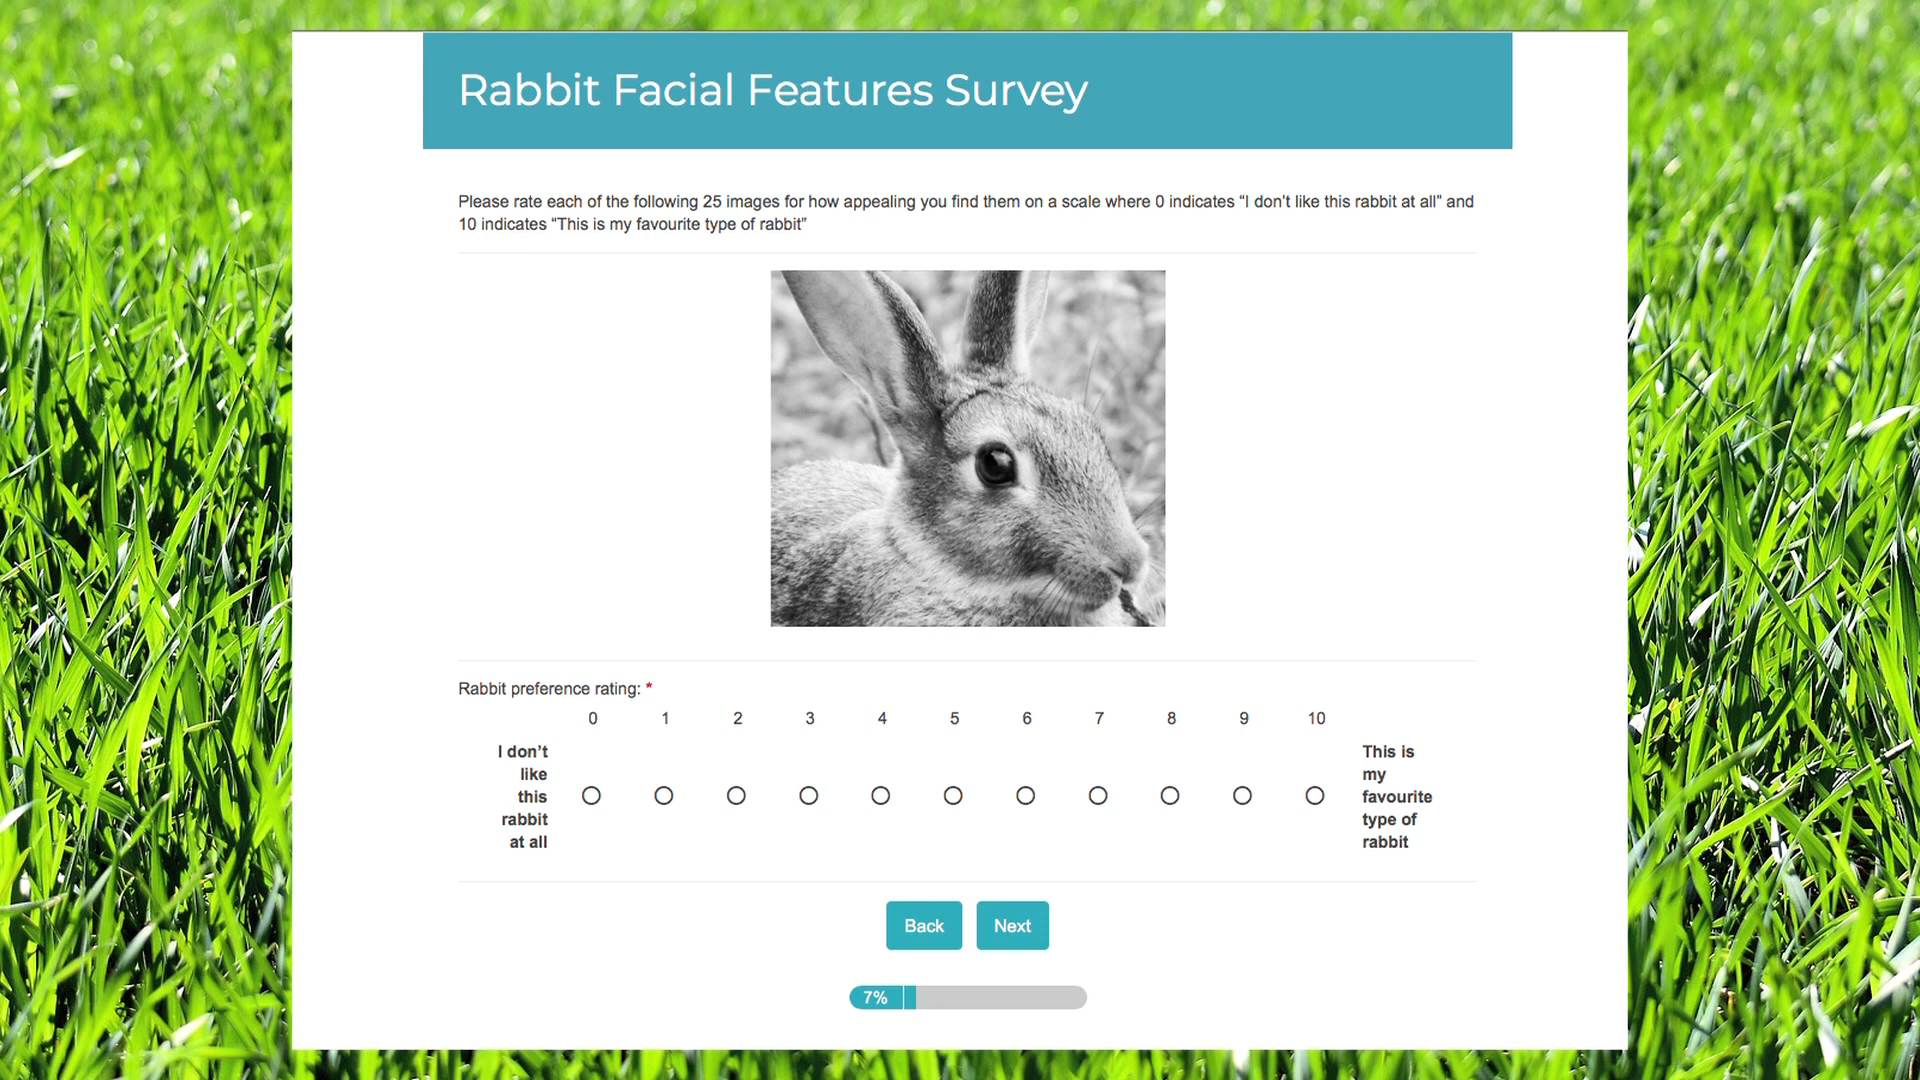 Rabbit Facial Features Survey
Please rate each of the following 25 images for how appealing you find them on a scale where 0 indicates “I don’t like this rabbit at all” and
10 indicates “This is my favourite type of rabbit”
Rabbit preference rating: *
0 1 2 3 4 5 6 7 8 9 10
I don’t
like
this
rabbit
at all
This is
my
favourite
type of
rabbit
Back Next
7%